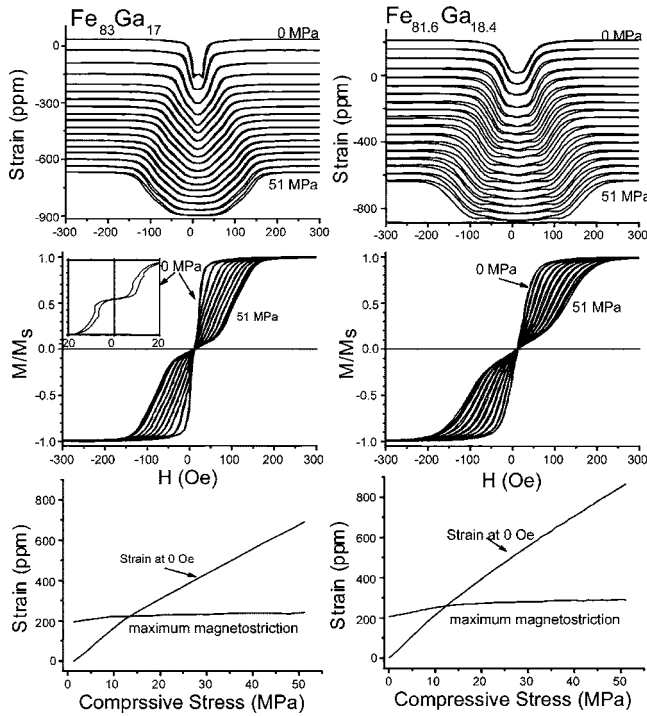 Fe83Ga17
0 MPa
0
-300
-600
-900
Strain (ppm)
51 MPa
-300 -200 -100 0 100 200 300
Fe81.6Ga18.4
0 MPa
0
-200
-400
-600
-800
Strain (ppm)
51 MPa
-300 -200 -100 0 100 200 300
1.0
0.5
0.0
-0.5
-1.0
M/Ms
0 MPa
51 MPa
-20 0 20
-300 -200 -100 0 100 200 300
H (Oe)
1.0
0.5
0.0
-0.5
-1.0
M/Ms
0 MPa
51 MPa
-300 -200 -100 0 100 200 300
H (Oe)
800
600
400
200
0
Strain (ppm)
Strain at 0 Oe
maximum magnetostriction
0 10 20 30 40 50
Comprssive Stress (MPa)
800
600
400
200
0
Strain (ppm)
Strain at 0 Oe
maximum magnetostriction
0 10 20 30 40 50
Compressive Stress (MPa)